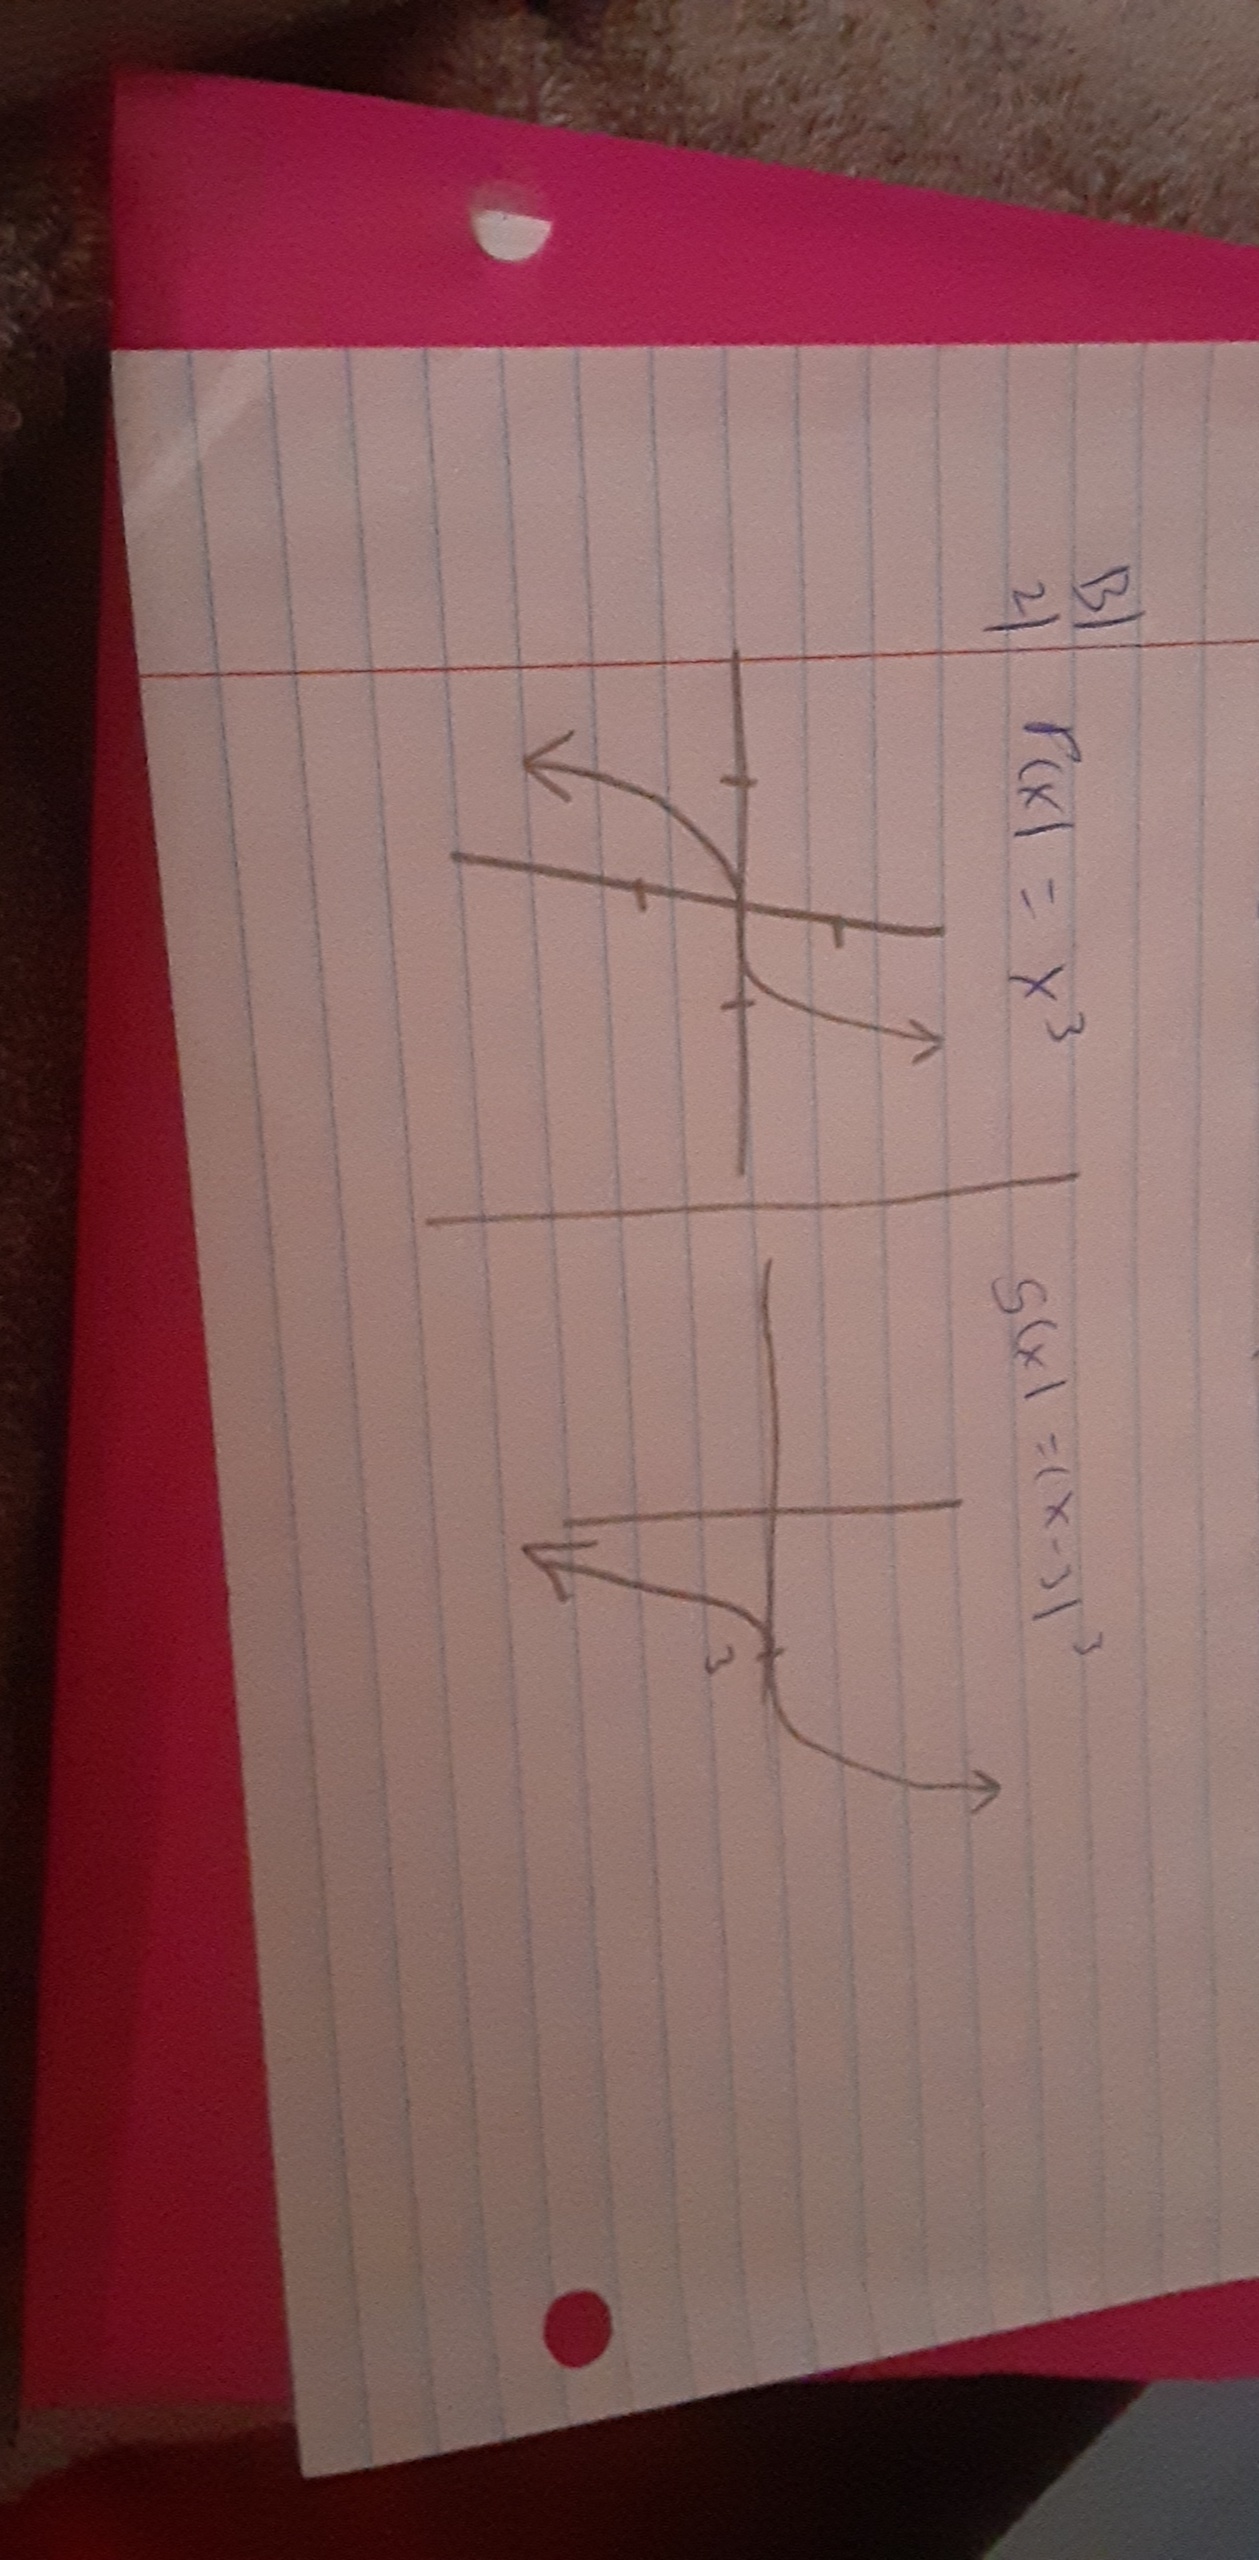 B)
2) r(x) = x³ S(x) = (x-3)³
3